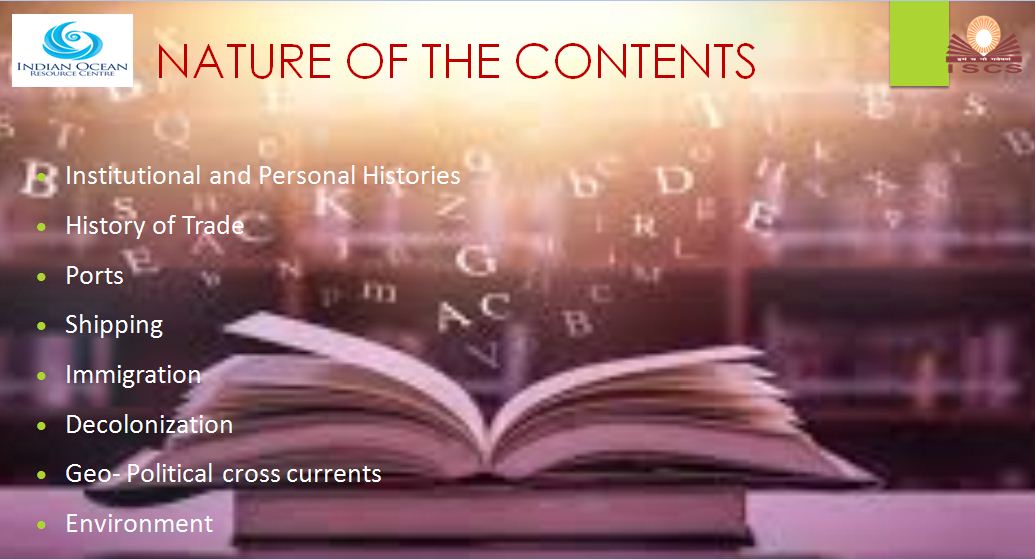 INDIAN OCEAN
RESOURCE CENTRE
NATURE OF THE CONTENTS
ISCS
Institutional and Personal Histories
History of Trade
Ports
Shipping
Immigration
Decolonization
Geo- Political cross currents
Environment